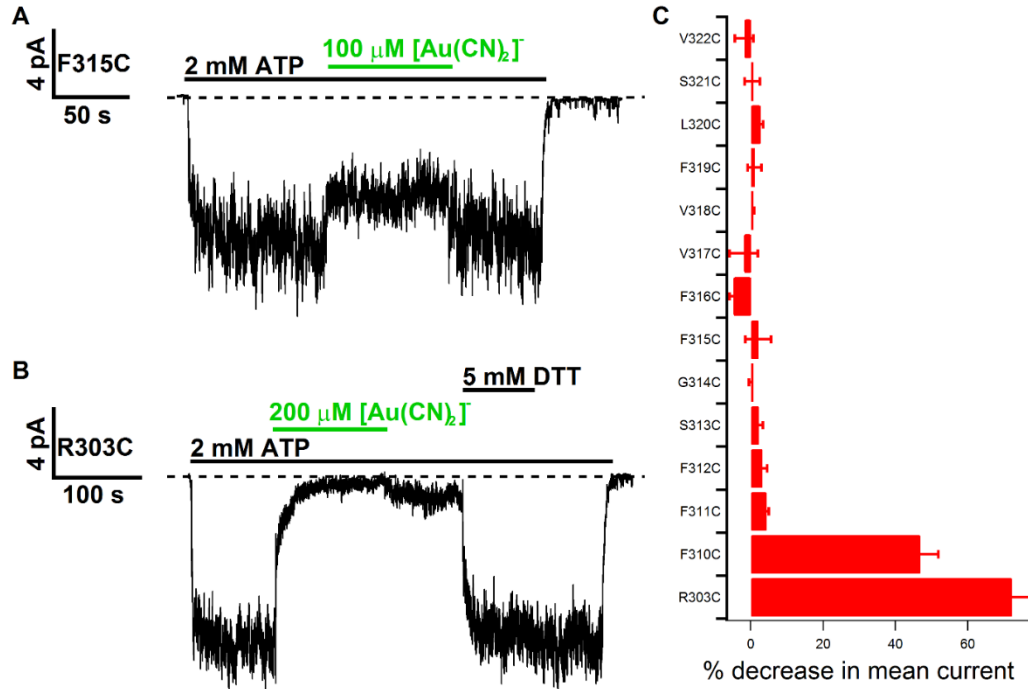 A
4 pA
F315C
50 s
100 μM [Au(CN)₂]⁻
2 mM ATP
B
4 pA
R303C
100 s
5 mM DTT
200 μM [Au(CN)₂]⁻
2 mM ATP
C
V322C
S321C
L320C
F319C
V318C
V317C
F316C
F315C
G314C
S313C
F312C
F311C
F310C
R303C
0 20 40 60
% decrease in mean current